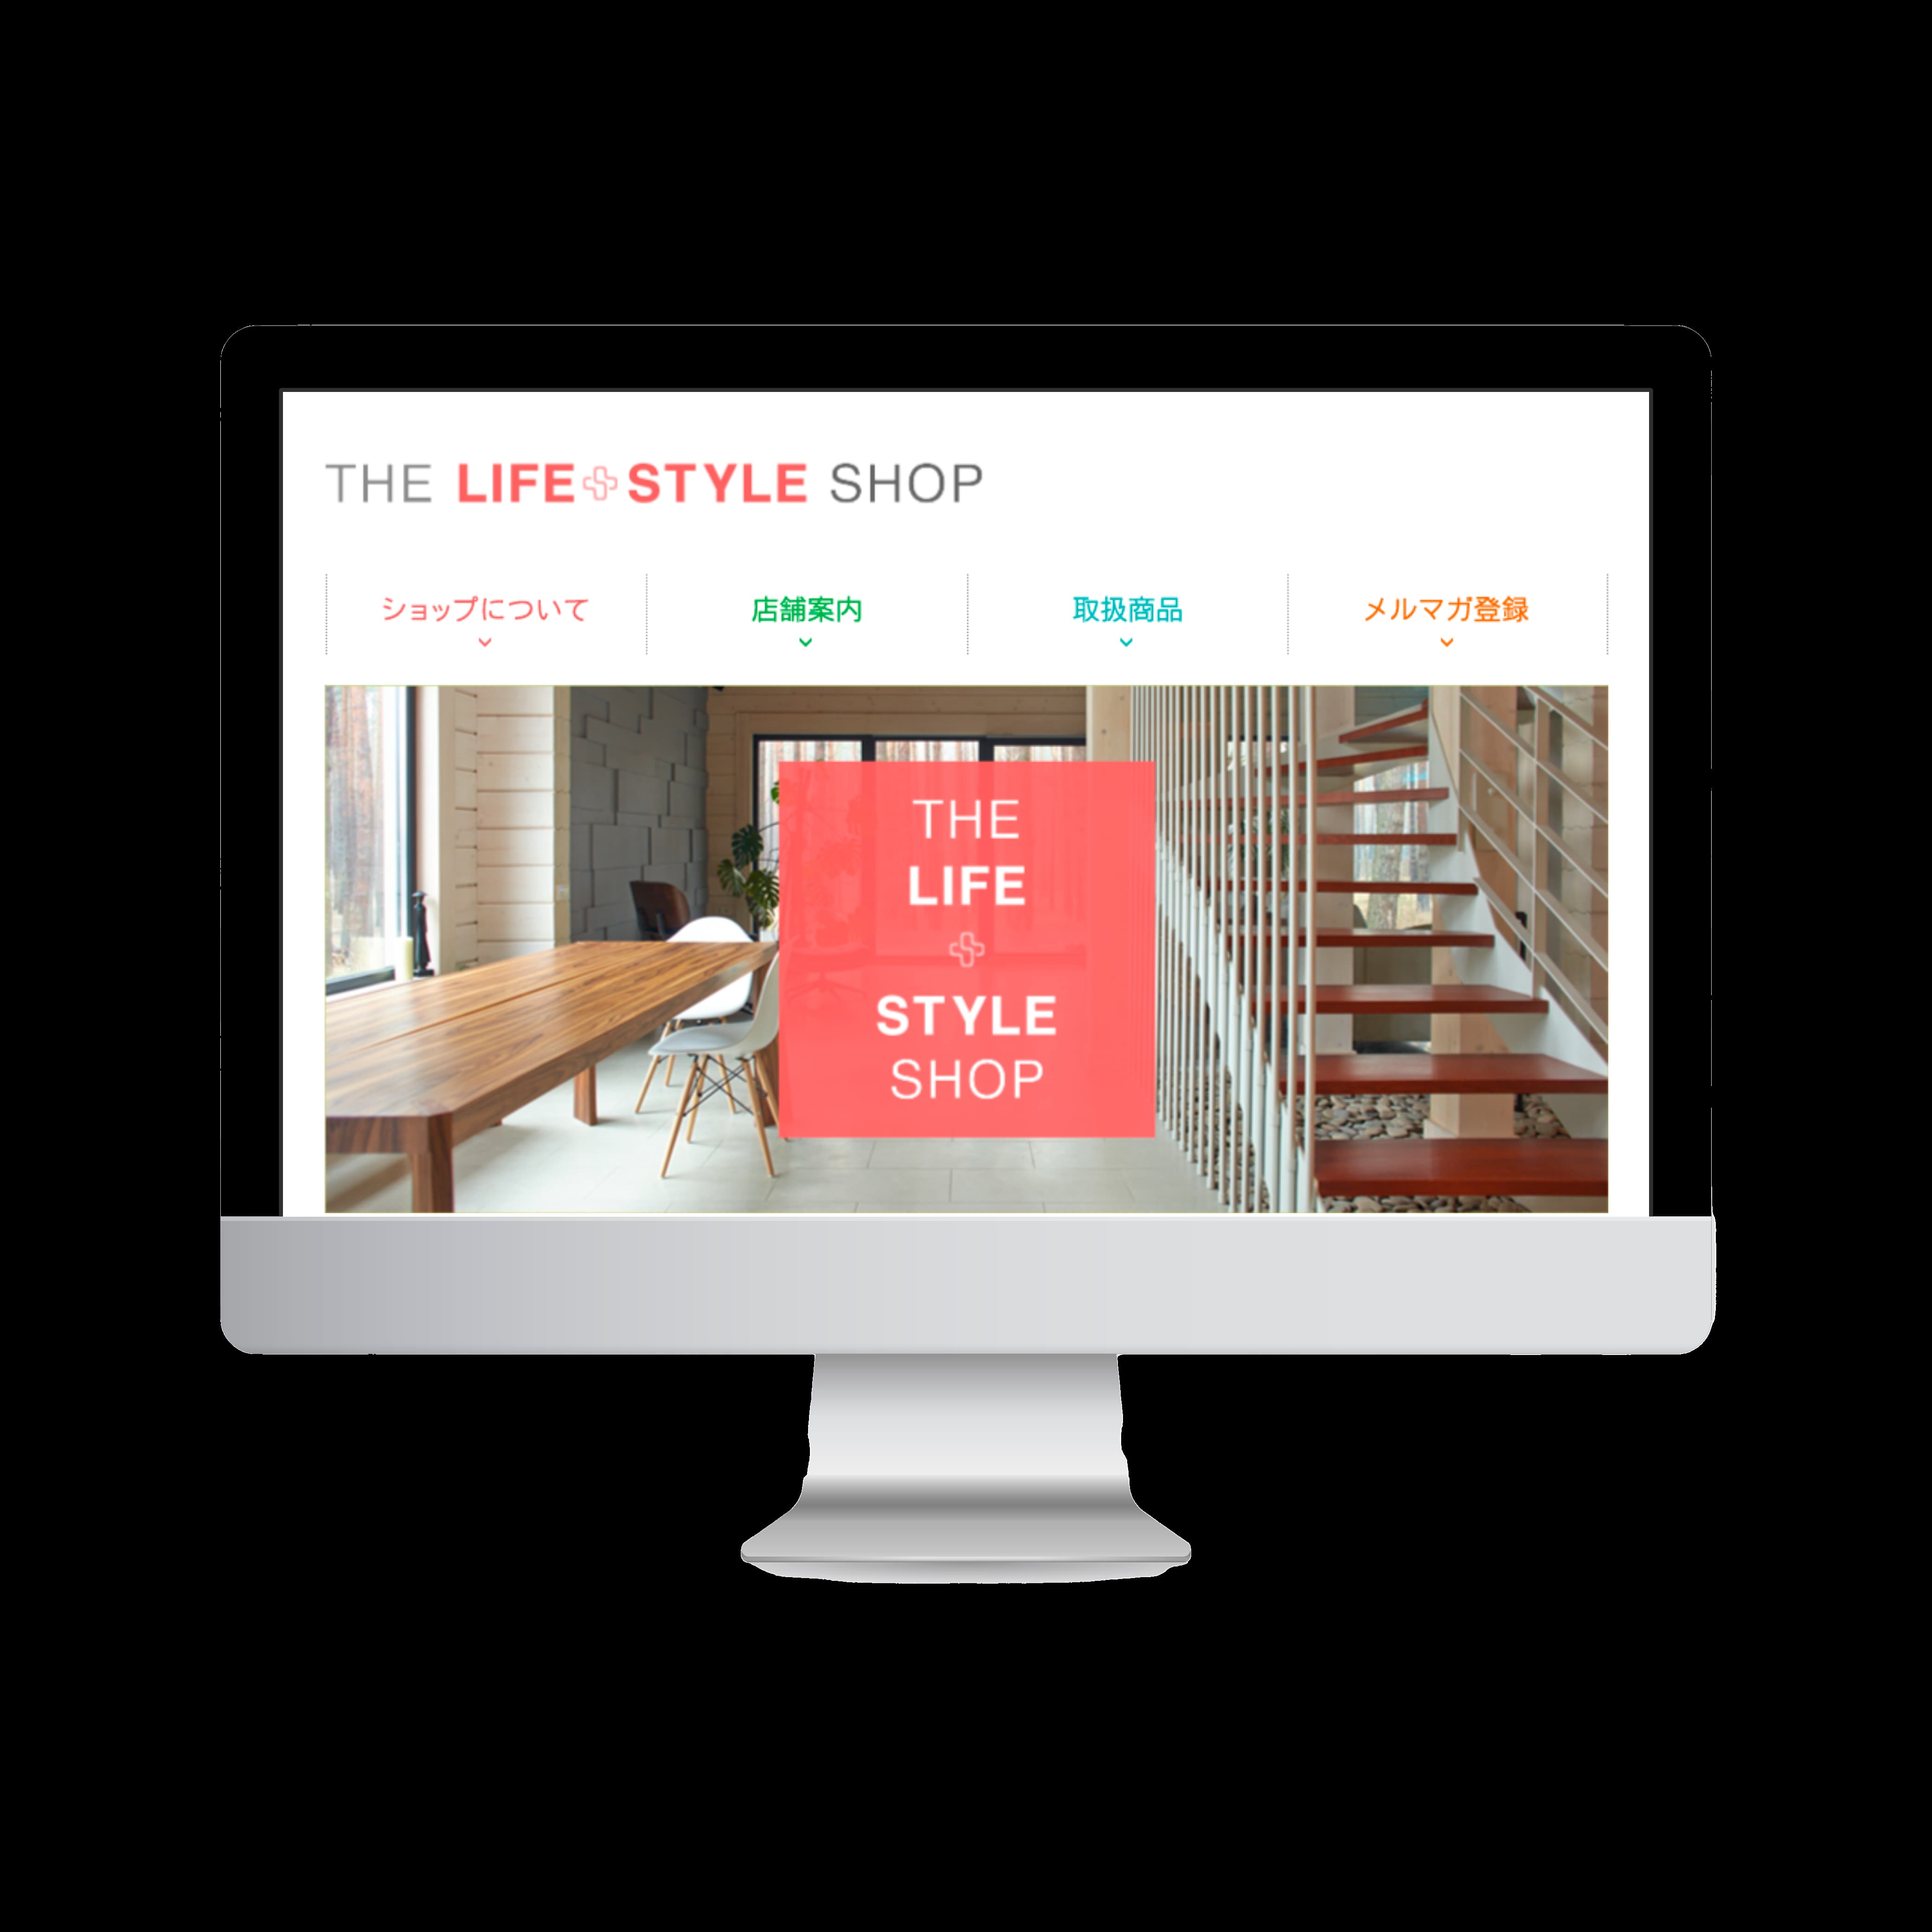 THE LIFE+STYLE SHOP
ショップについて 店舗案内 取扱商品 メルマガ登録
THE
LIFE
+
STYLE
SHOP